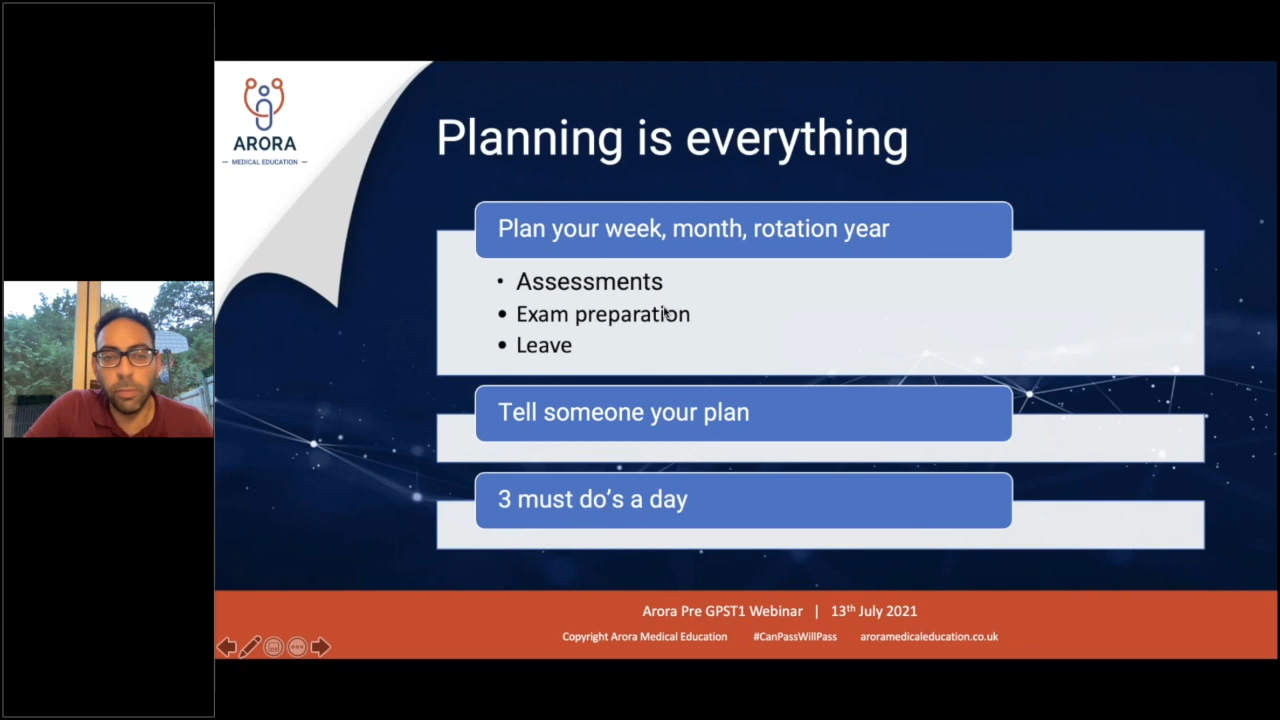 ARORA
MEDICAL EDUCATION
Planning is everything
Plan your week, month, rotation year
• Assessments
• Exam preparation
• Leave
Tell someone your plan
3 must do’s a day
Arora Pre GPST1 Webinar | 13th July 2021
Copyright Arora Medical Education #CanPassWillPass aroramedicaleducation.co.uk